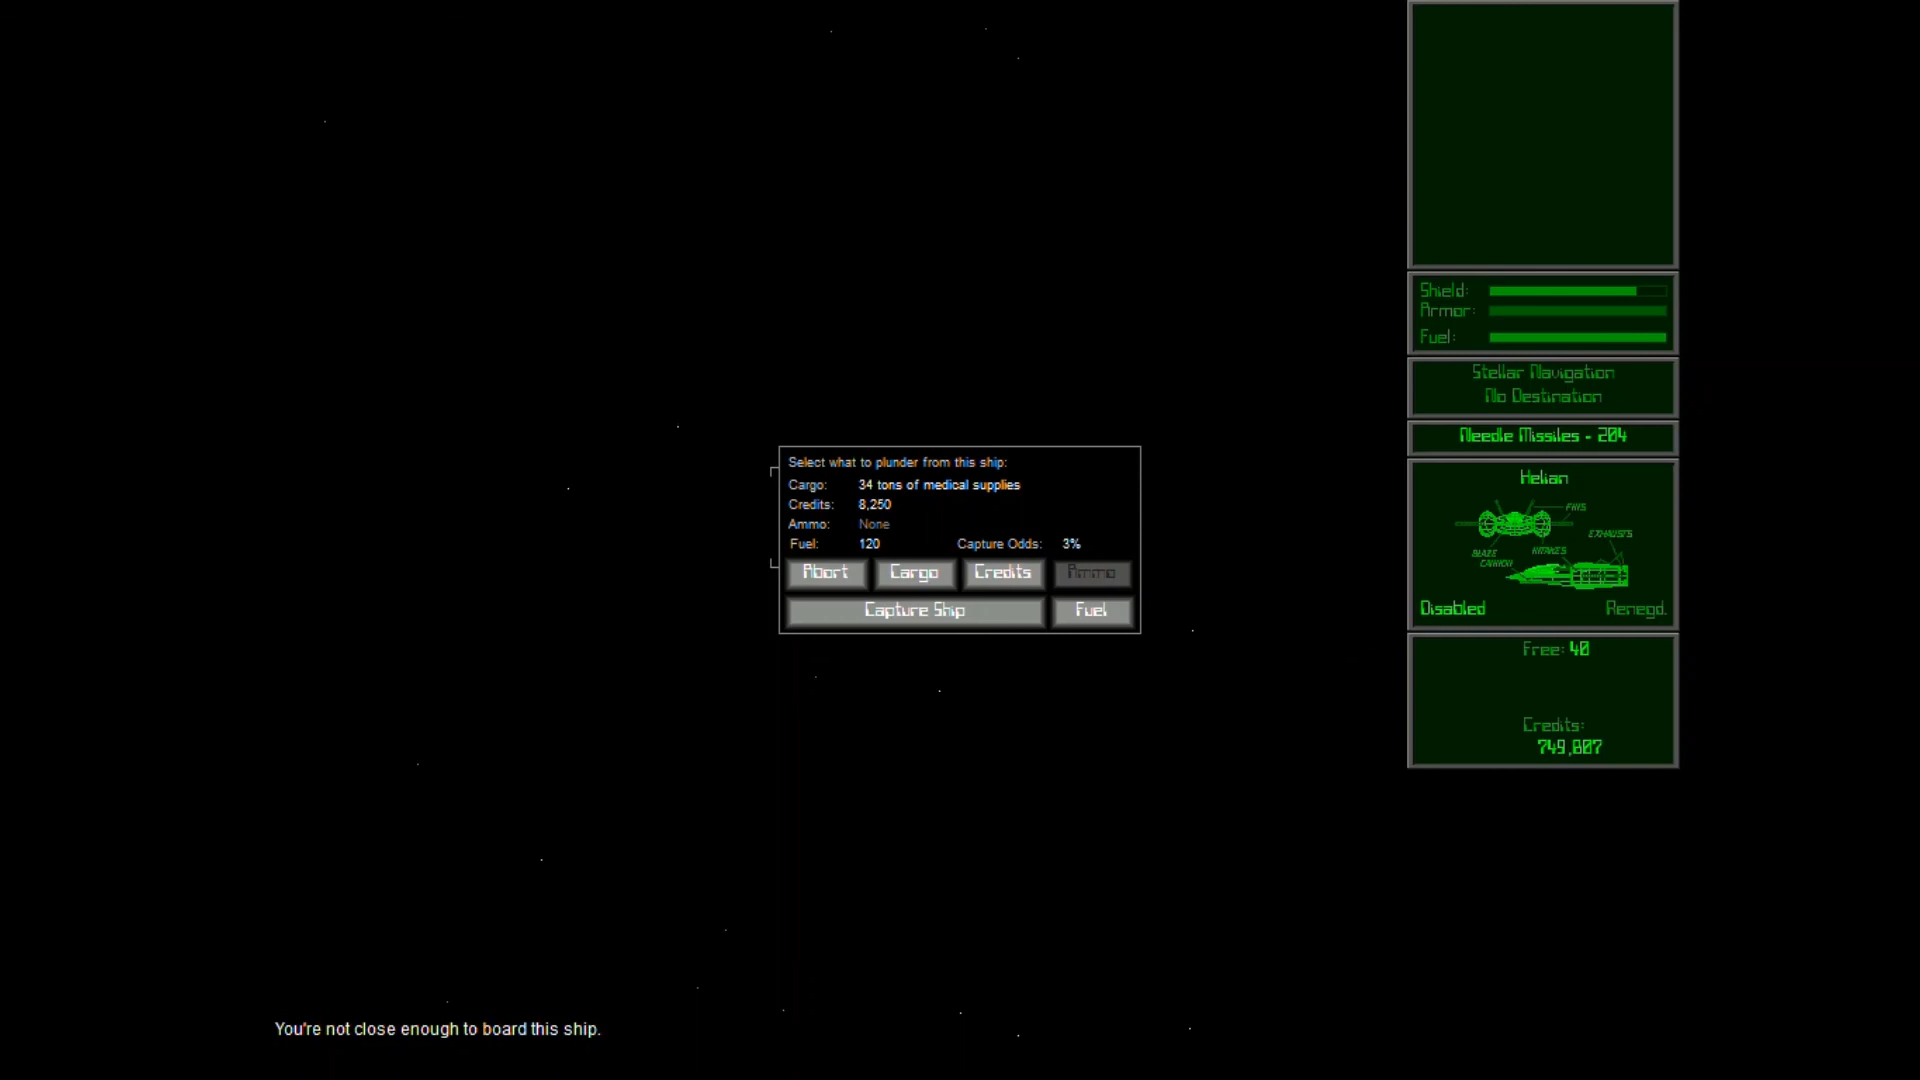 Select what to plunder from this ship:
Cargo: 34 tons of medical supplies
Credits: 8,250
Ammo: None
Fuel: 120 Capture Odds: 3%
Abort Cargo Credits Ammo
Capture Ship Fuel
You're not close enough to board this ship.
Shield:
Armor:
Fuel:
Stellar Navigation
No Destination
Needle Missiles - 204
Helian
FINS
EXHAUSTS
BLAZE CANNON
INTAKES
Disabled Renegd.
Free: 40
Credits:
749,807